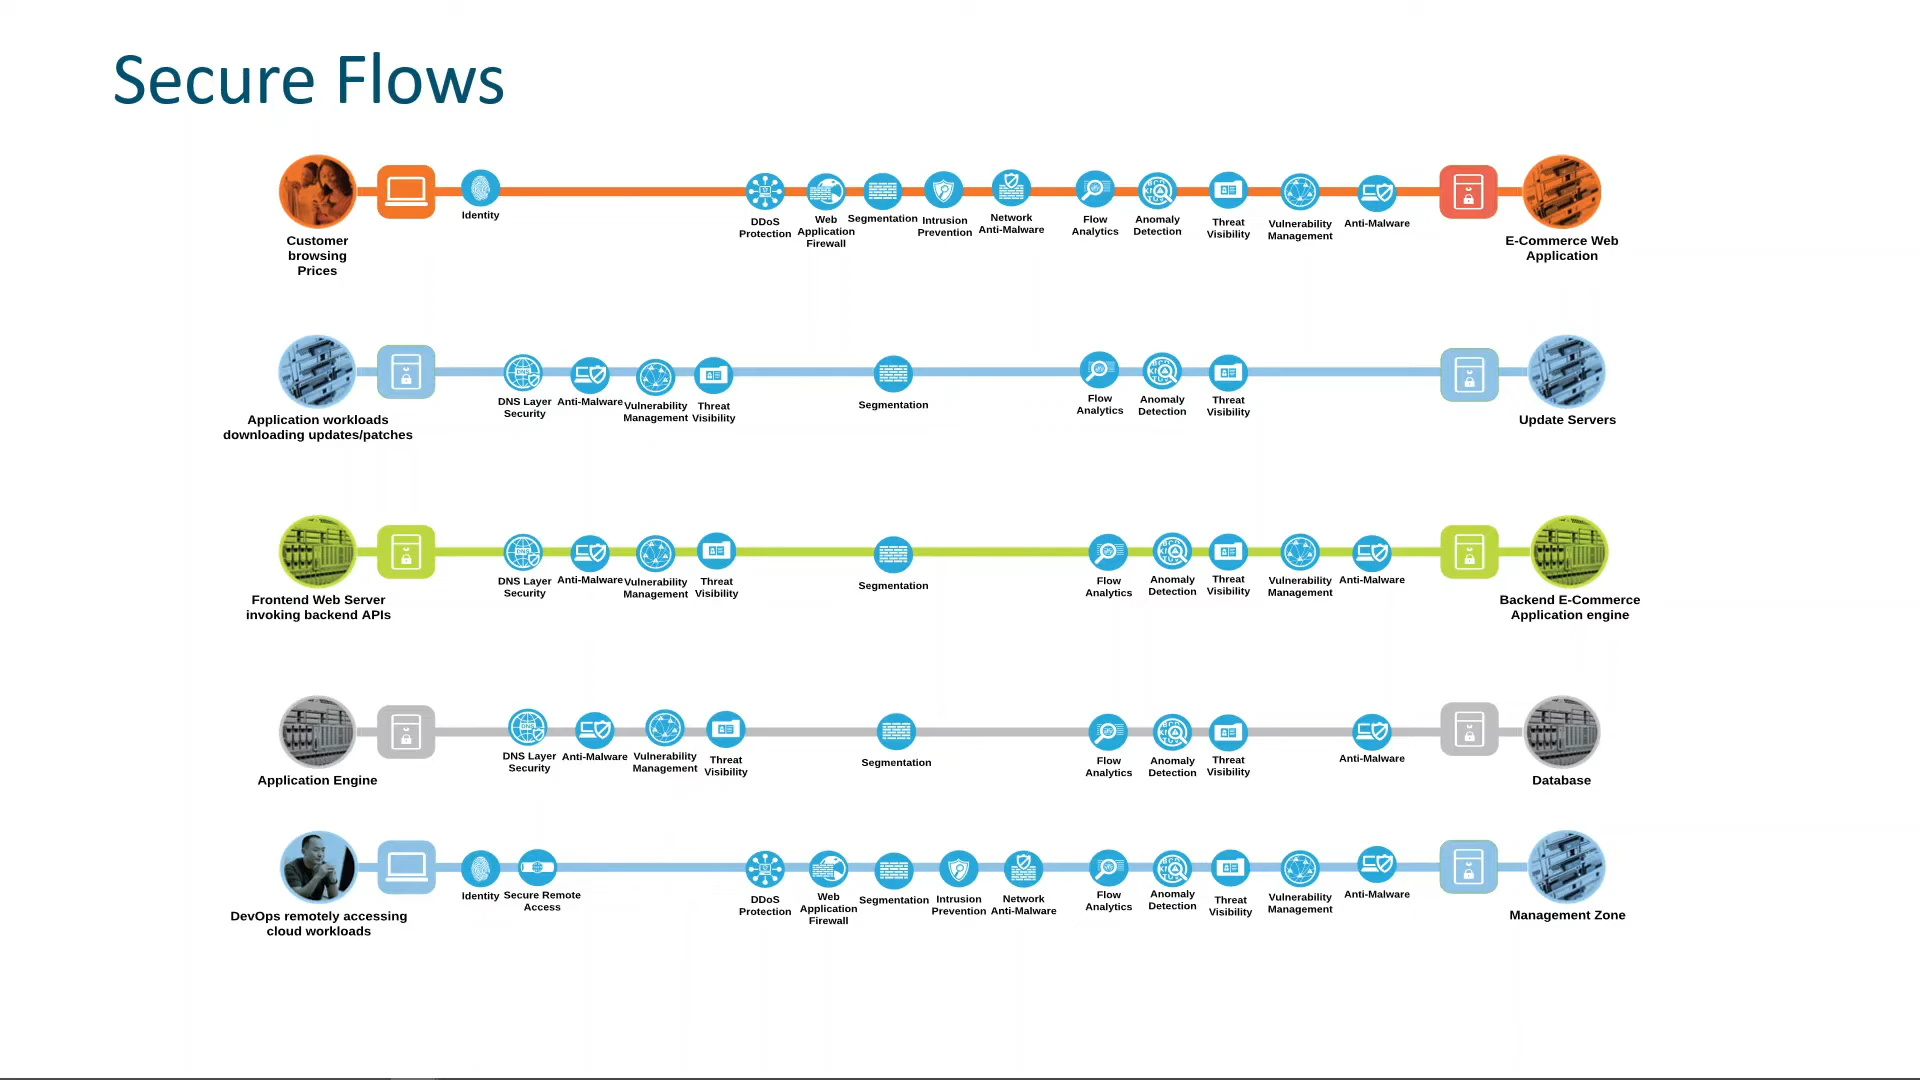 Secure Flows
Identity
DDoS
Protection
Web
Application
Firewall
Segmentation
Intrusion
Prevention
Network
Anti-Malware
Flow
Analytics
Anomaly
Detection
Threat
Visibility
Vulnerability
Management
Anti-Malware
Customer
browsing
Prices
E-Commerce Web
Application
DNS Layer
Security
Anti-Malware
Vulnerability
Management
Threat
Visibility
Segmentation
Flow
Analytics
Anomaly
Detection
Threat
Visibility
Application workloads
downloading updates/patches
Update Servers
DNS Layer
Security
Anti-Malware
Vulnerability
Management
Threat
Visibility
Segmentation
Flow
Analytics
Anomaly
Detection
Threat
Visibility
Vulnerability
Management
Anti-Malware
Frontend Web Server
invoking backend APIs
Backend E-Commerce
Application engine
DNS Layer
Security
Anti-Malware
Vulnerability
Management
Threat
Visibility
Segmentation
Flow
Analytics
Anomaly
Detection
Threat
Visibility
Anti-Malware
Application Engine
Database
Identity
Secure Remote
Access
DDoS
Protection
Web
Application
Firewall
Segmentation
Intrusion
Prevention
Network
Anti-Malware
Flow
Analytics
Anomaly
Detection
Threat
Visibility
Vulnerability
Management
Anti-Malware
DevOps remotely accessing
cloud workloads
Management Zone